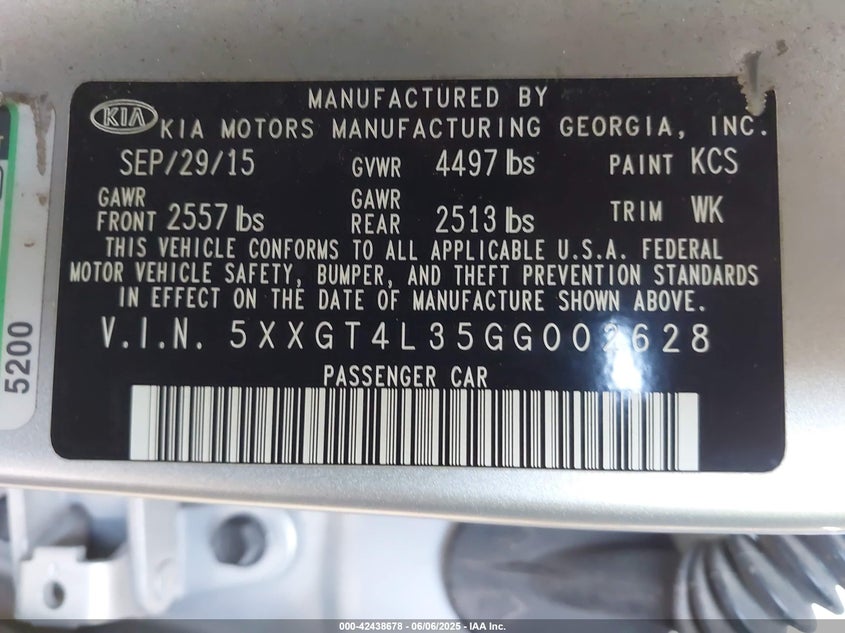 MANUFACTURED BY
KIA KIA MOTORS MANUFACTURING GEORGIA, INC.
SEP/29/15 GVWR 4497 lbs PAINT KCS
GAWR FRONT 2557 lbs GAWR REAR 2513 lbs TRIM WK
THIS VEHICLE CONFORMS TO ALL APPLICABLE U.S.A. FEDERAL
MOTOR VEHICLE SAFETY, BUMPER, AND THEFT PREVENTION STANDARDS
IN EFFECT ON THE DATE OF MANUFACTURE SHOWN ABOVE.
V.I.N. 5XXGT4L35GG002628
PASSENGER CAR
5200
000-42438678 - 06/06/2025 - IAA Inc.